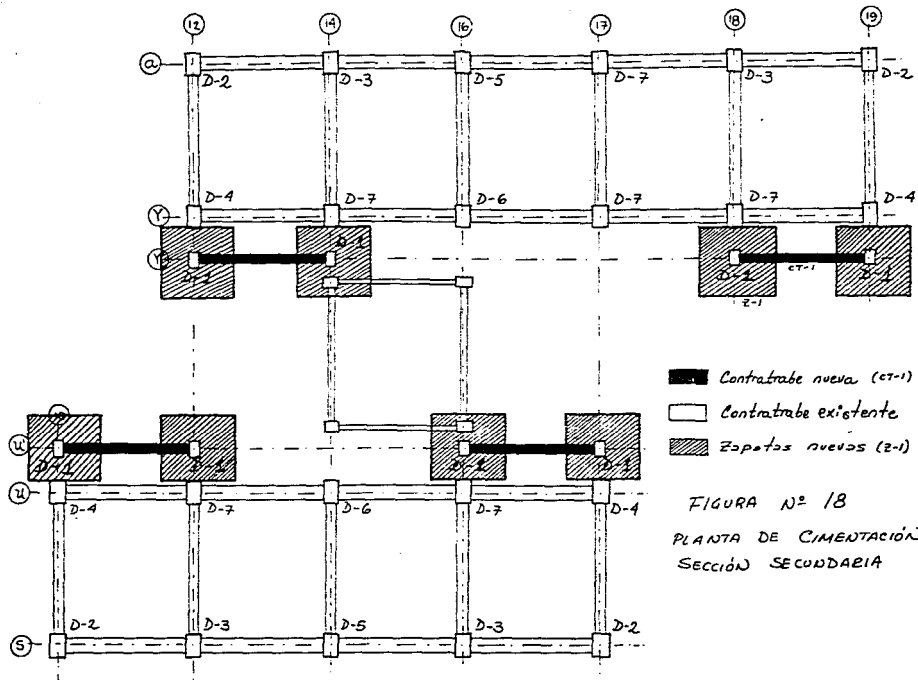 12 14 16 17 18 19
a
D-2 D-3 D-5 D-7 D-3 D-2
D-4 D-7 D-6 D-7 D-7 D-4
Y
Y'
D-1 D-1 D-1 D-1
CT-1
Z-1
Contratrabe nueva (CT-1)
Contratrabe existente
Zapatas nuevas (Z-1)
U'
D-1 D-1 D-1 D-1
U
D-4 D-7 D-6 D-7 D-4
FIGURA Nº 18
PLANTA DE CIMENTACIÓN
SECCIÓN SECUNDARIA
D-2 D-3 D-5 D-3 D-2
S